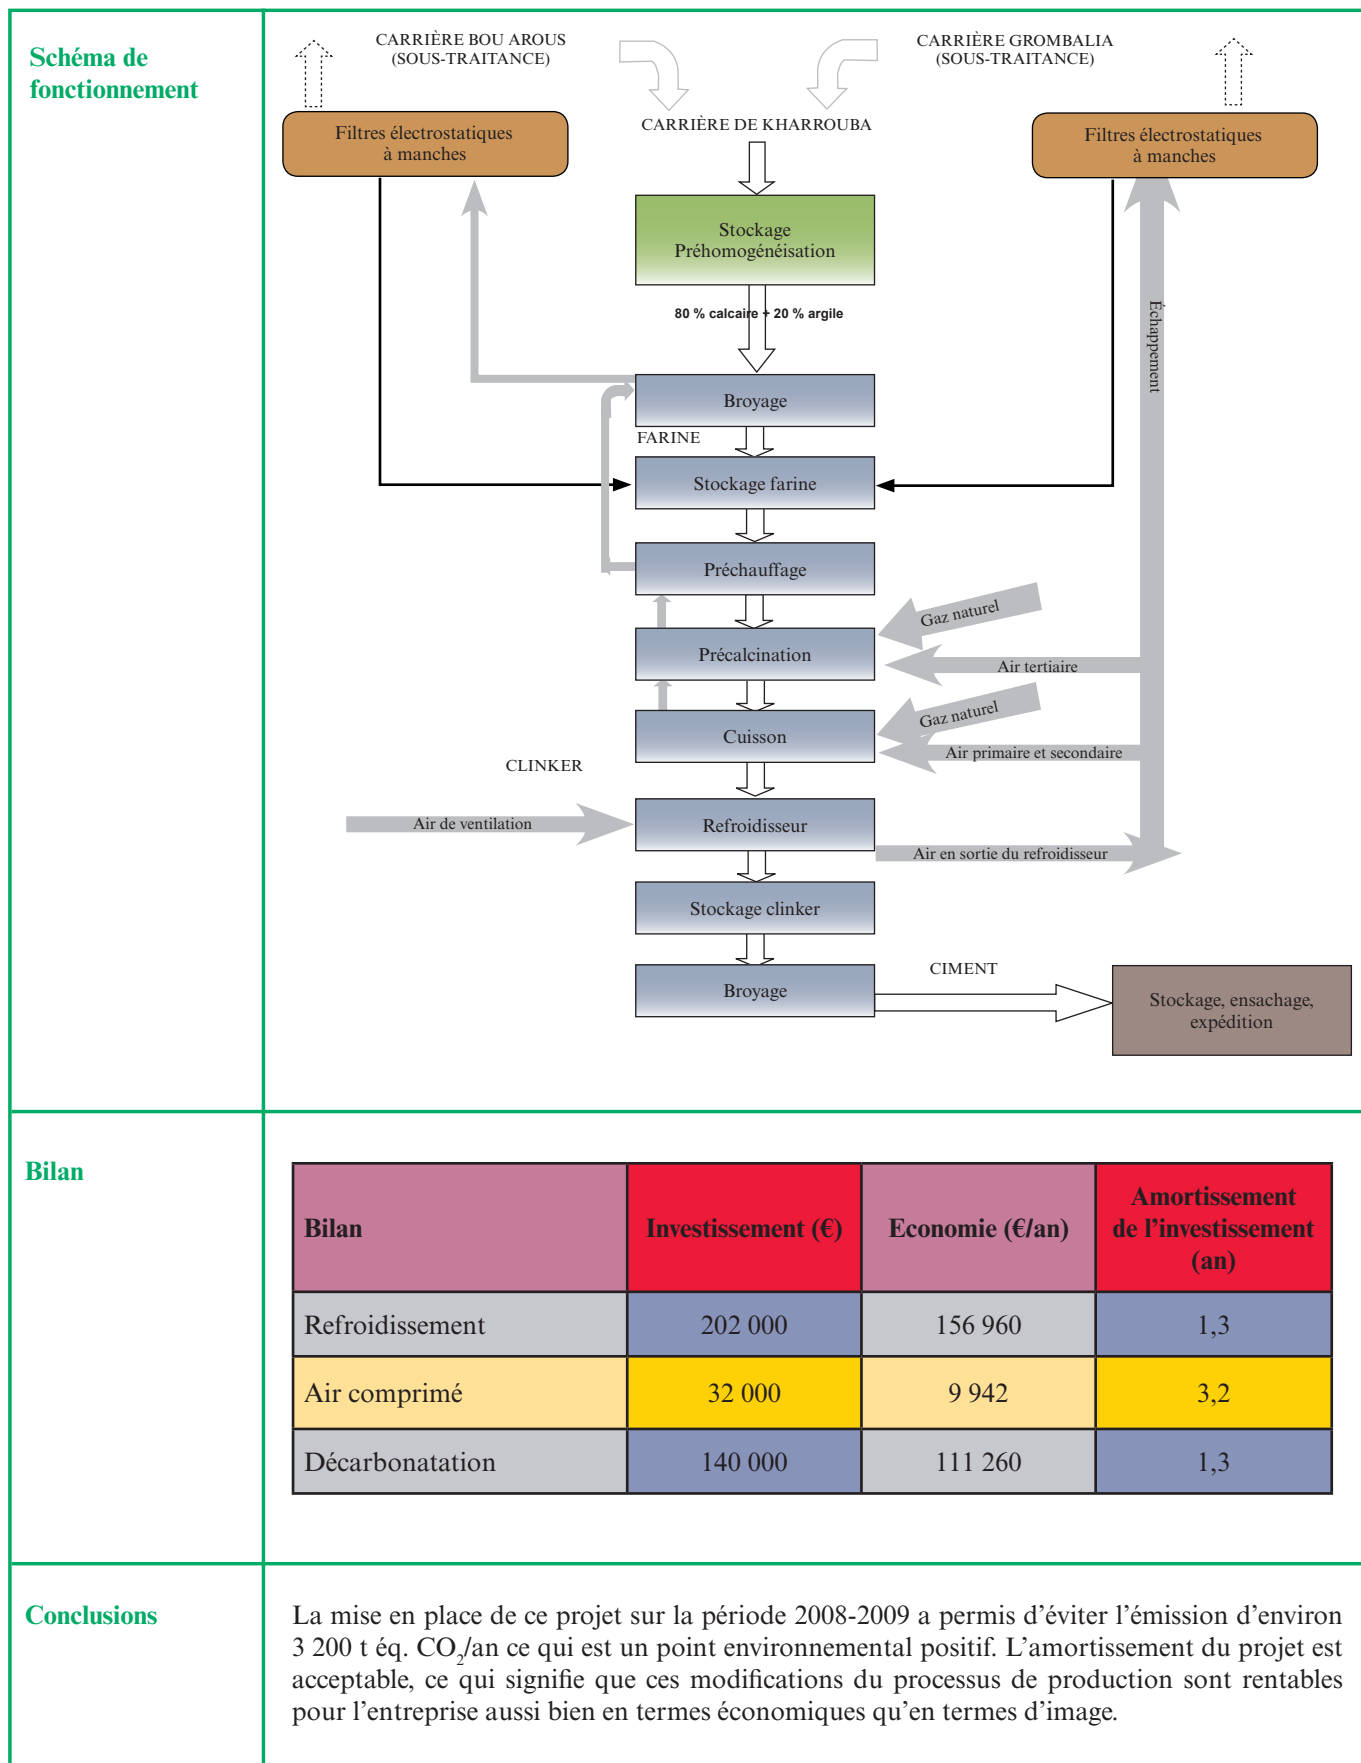 Schéma de
fonctionnement
CARRIÈRE BOU AROUS
(SOUS-TRAITANCE)
CARRIÈRE GROMBALIA
(SOUS-TRAITANCE)
Filtres électrostatiques
à manches
CARRIÈRE DE KHARROUBA
Filtres électrostatiques
à manches
Stockage
Préhomogénéisation
80 % calcaire + 20 % argile
Échappement
Broyage
FARINE
Stockage farine
Préchauffage
Gaz naturel
Précalcination
Air tertiaire
Gaz naturel
Cuisson
Air primaire et secondaire
CLINKER
Air de ventilation
Refroidisseur
Air en sortie du refroidisseur
Stockage clinker
CIMENT
Broyage
Stockage, ensachage,
expédition
Bilan
Bilan
Investissement (€)
Economie (€/an)
Amortissement
de l’investissement
(an)
Refroidissement 202 000 156 960 1,3
Air comprimé 32 000 9 942 3,2
Décarbonatation 140 000 111 260 1,3
Conclusions
La mise en place de ce projet sur la période 2008-2009 a permis d’éviter l’émission d’environ
3 200 t éq. CO₂/an ce qui est un point environnemental positif. L’amortissement du projet est
acceptable, ce qui signifie que ces modifications du processus de production sont rentables
pour l’entreprise aussi bien en termes économiques qu’en termes d’image.